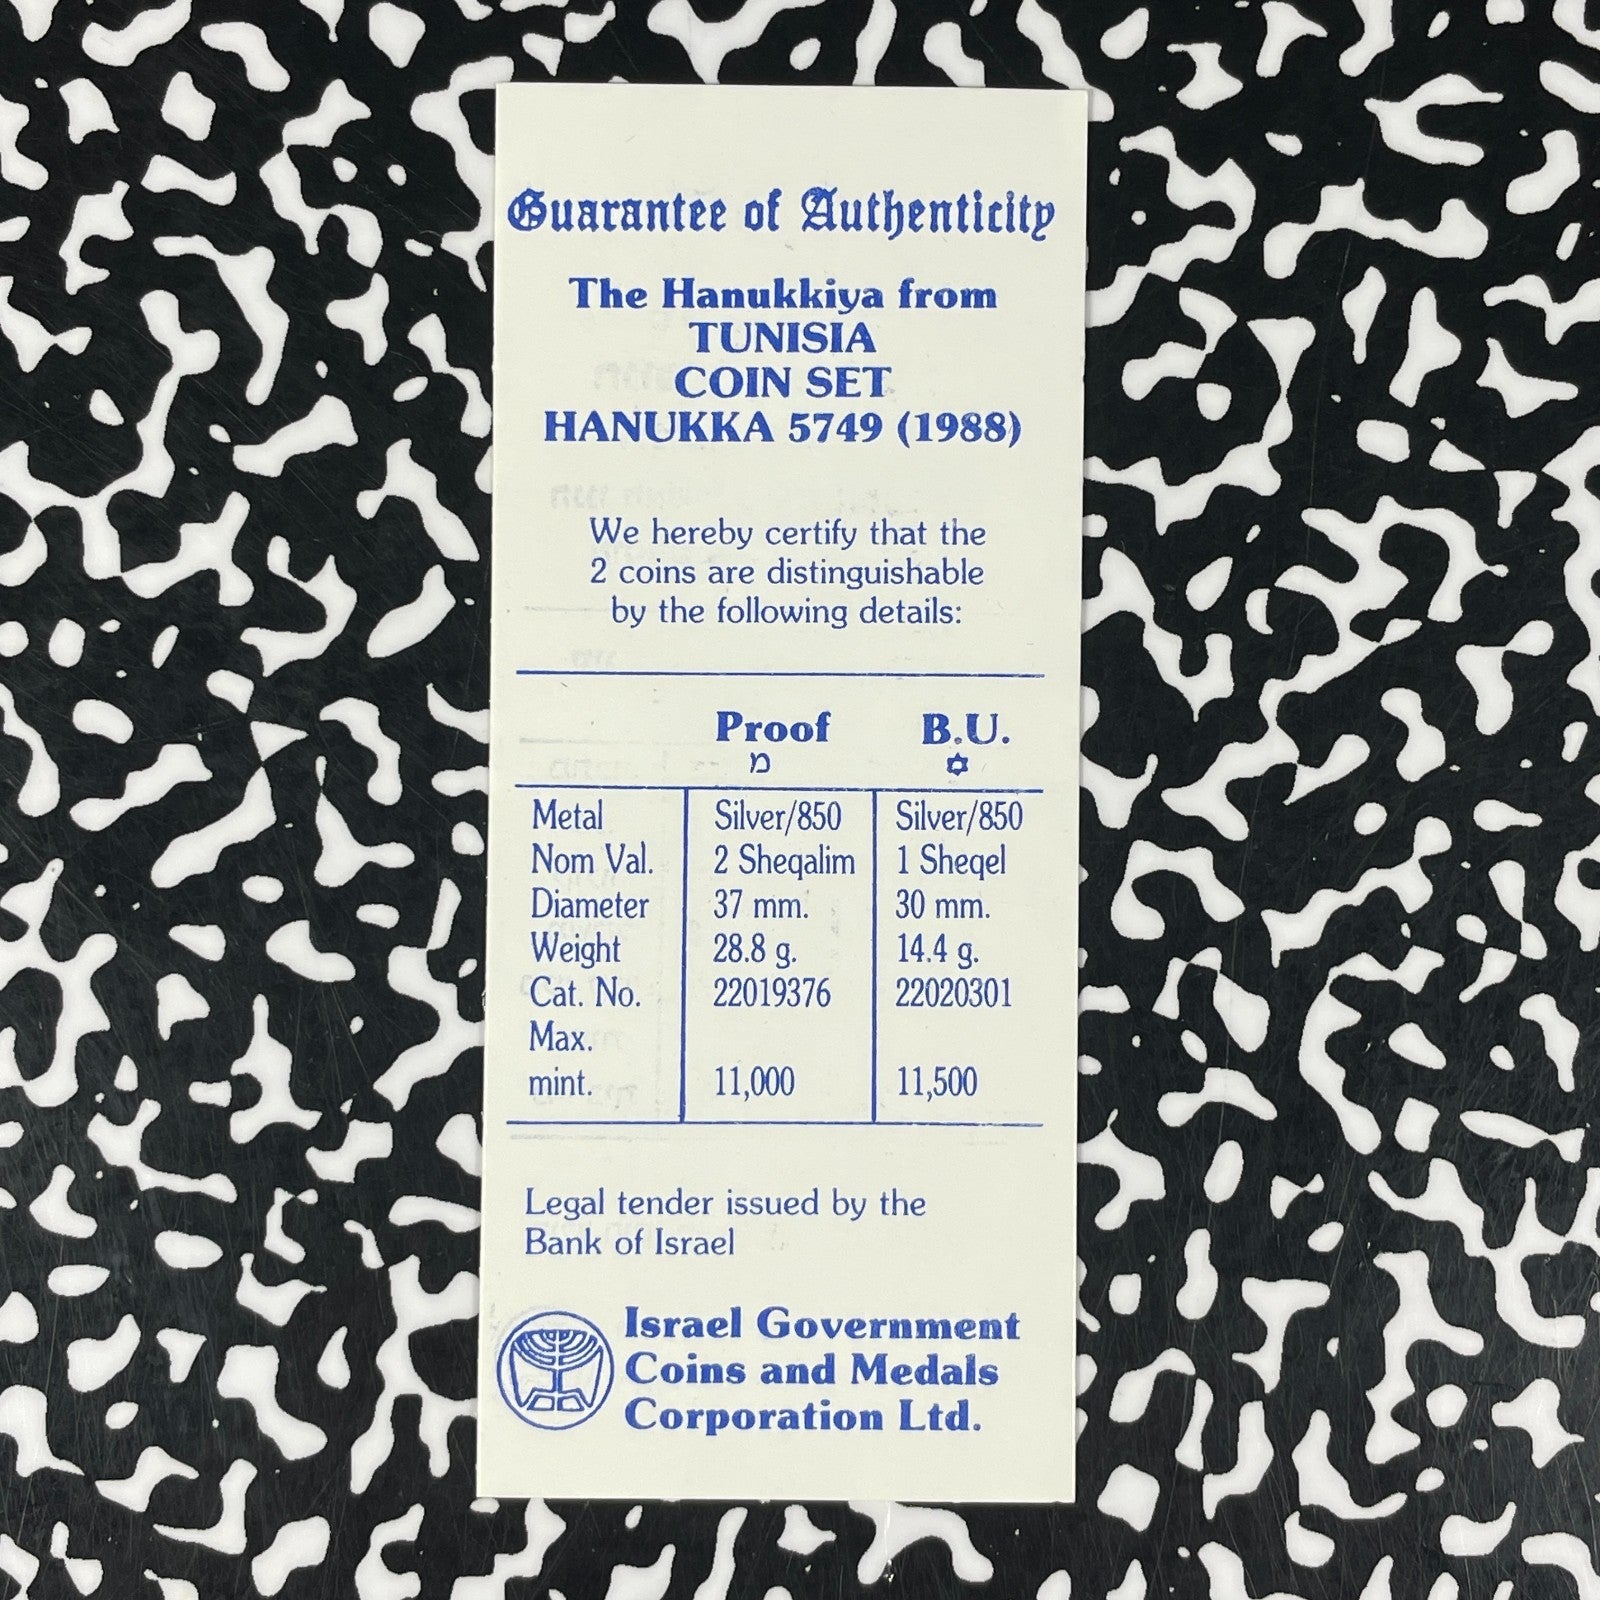 Guarantee of Authenticity
The Hanukkiya from
TUNISIA
COIN SET
HANUKKA 5749 (1988)
We hereby certify that the
2 coins are distinguishable
by the following details:
Proof B.U.
מ ✡
Metal Silver/850 Silver/850
Nom Val. 2 Sheqalim 1 Sheqel
Diameter 37 mm. 30 mm.
Weight 28.8 g. 14.4 g.
Cat. No. 22019376 22020301
Max.
mint. 11,000 11,500
Legal tender issued by the
Bank of Israel
Israel Government
Coins and Medals
Corporation Ltd.